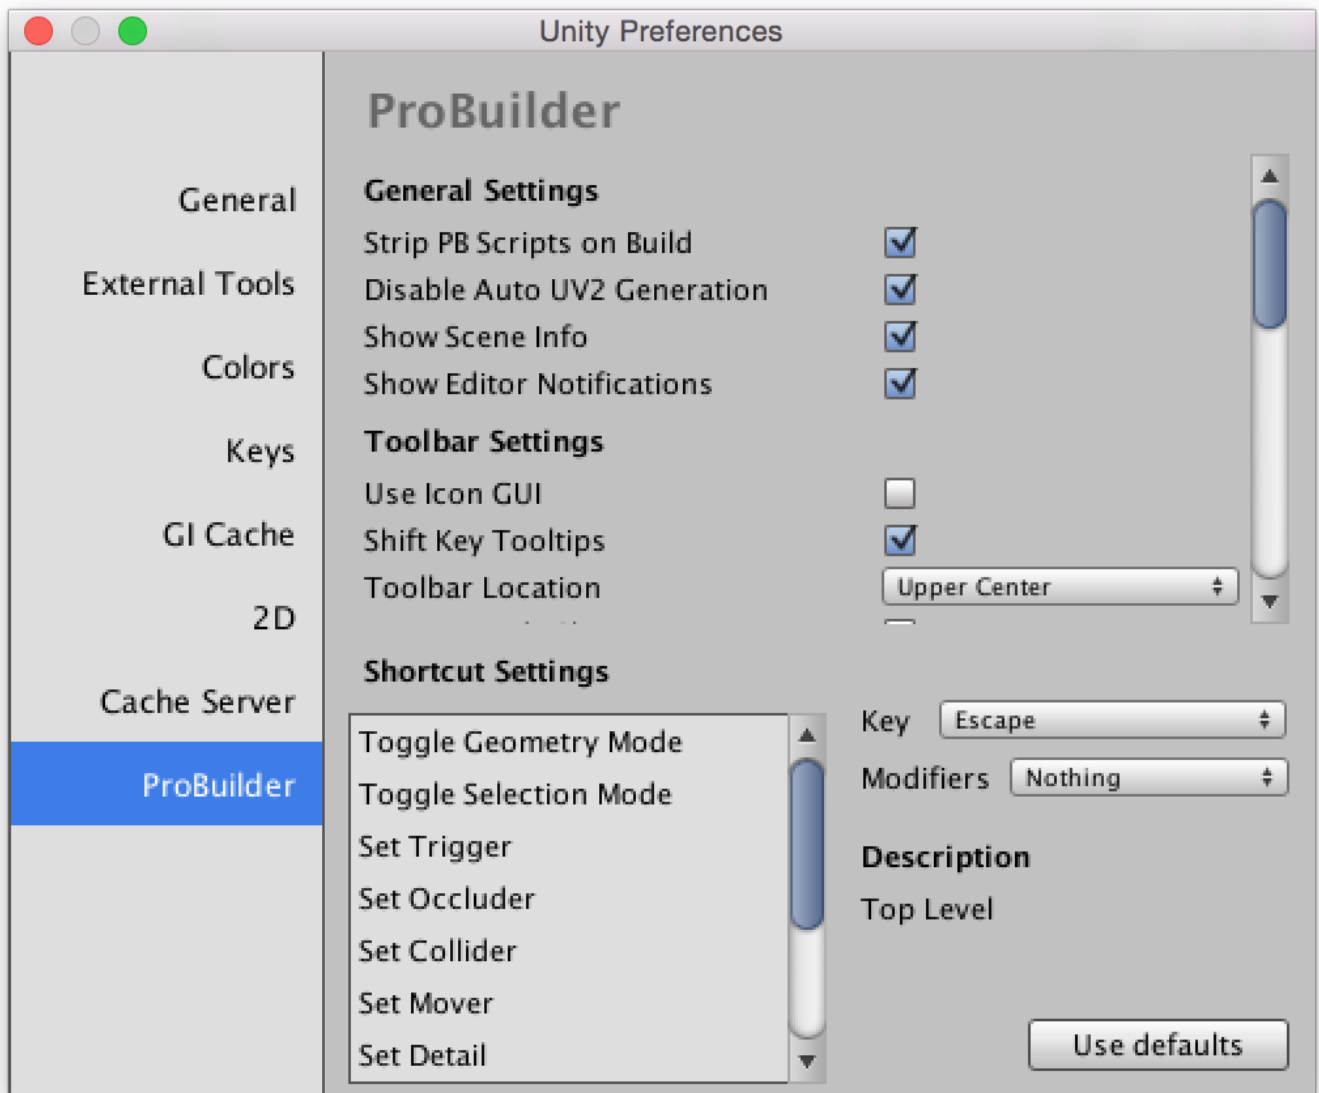 Unity Preferences
ProBuilder
General
External Tools
Colors
Keys
GI Cache
2D
Cache Server
ProBuilder
General Settings
Strip PB Scripts on Build
Disable Auto UV2 Generation
Show Scene Info
Show Editor Notifications
Toolbar Settings
Use Icon GUI
Shift Key Tooltips
Toolbar Location Upper Center
Shortcut Settings
Toggle Geometry Mode
Toggle Selection Mode
Set Trigger
Set Occluder
Set Collider
Set Mover
Set Detail
Key Escape
Modifiers Nothing
Description
Top Level
Use defaults